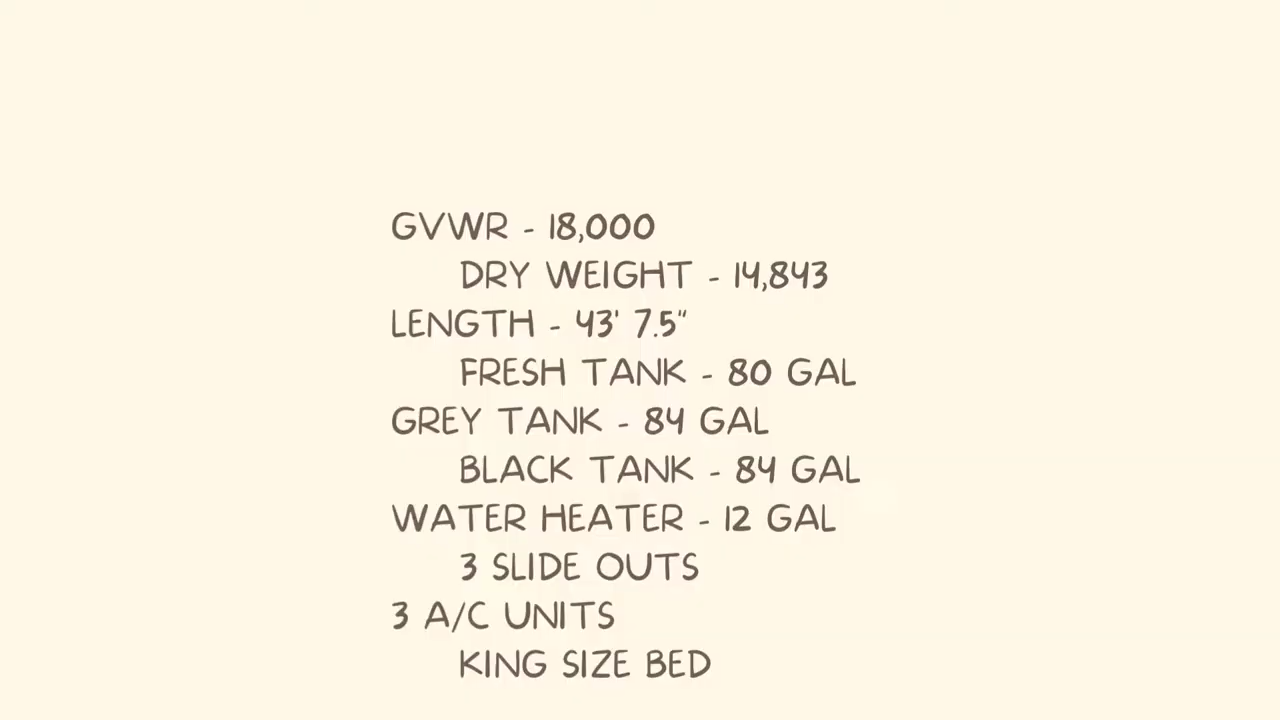 GVWR - 18,000
DRY WEIGHT - 14,843
LENGTH - 43' 7.5"
FRESH TANK - 80 GAL
GREY TANK - 84 GAL
BLACK TANK - 84 GAL
WATER HEATER - 12 GAL
3 SLIDE OUTS
3 A/C UNITS
KING SIZE BED